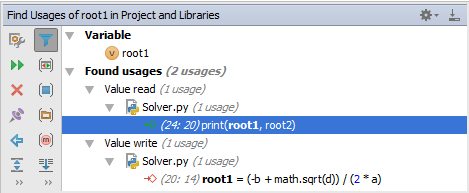 Find Usages of root1 in Project and Libraries
Variable
v root1
Found usages (2 usages)
Value read (1 usage)
Solver.py (1 usage)
(24: 20) print(root1, root2)
Value write (1 usage)
Solver.py (1 usage)
(20: 14) root1 = (-b + math.sqrt(d)) / (2 * a)